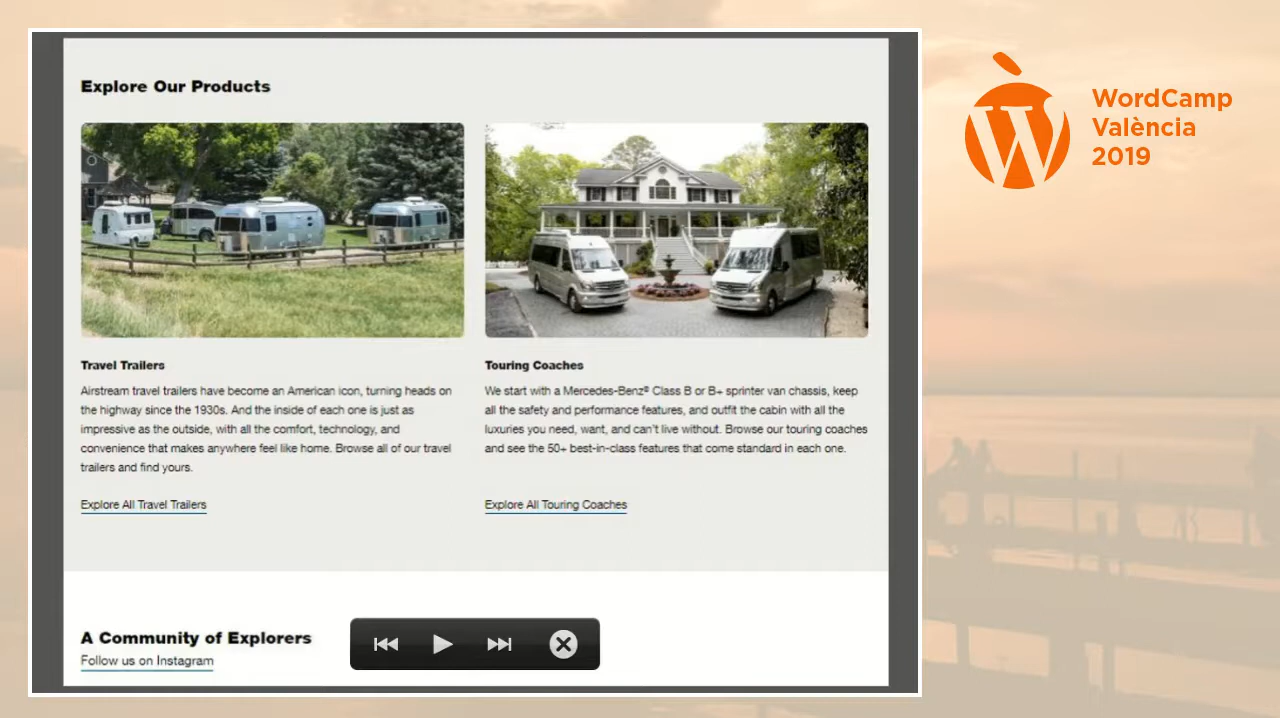 Explore Our Products
Travel Trailers
Airstream travel trailers have become an American icon, turning heads on
the highway since the 1930s. And the inside of each one is just as
impressive as the outside, with all the comfort, technology, and
convenience that makes anywhere feel like home. Browse all of our travel
trailers and find yours.
Explore All Travel Trailers
Touring Coaches
We start with a Mercedes-Benz® Class B or B+ sprinter van chassis, keep
all the safety and performance features, and outfit the cabin with all the
luxuries you need, want, and can't live without. Browse our touring coaches
and see the 50+ best-in-class features that come standard in each one.
Explore All Touring Coaches
A Community of Explorers
Follow us on Instagram
WordCamp
València
2019